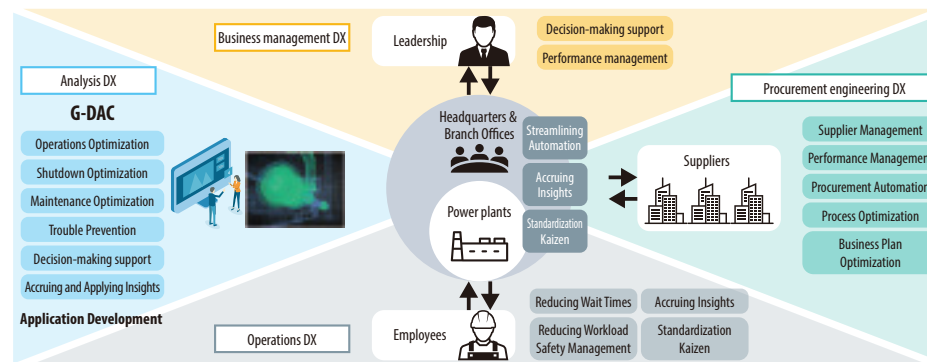 Business management DX
Leadership
Decision-making support
Performance management
Analysis DX
G-DAC
Operations Optimization
Shutdown Optimization
Maintenance Optimization
Trouble Prevention
Decision-making support
Accruing and Applying Insights
Application Development
Headquarters &
Branch Offices
Power plants
Streamlining
Automation
Accruing
Insights
Standardization
Kaizen
Suppliers
Procurement engineering DX
Supplier Management
Performance Management
Procurement Automation
Process Optimization
Business Plan
Optimization
Operations DX
Employees
Reducing Wait Times
Accruing Insights
Reducing Workload
Safety Management
Standardization
Kaizen